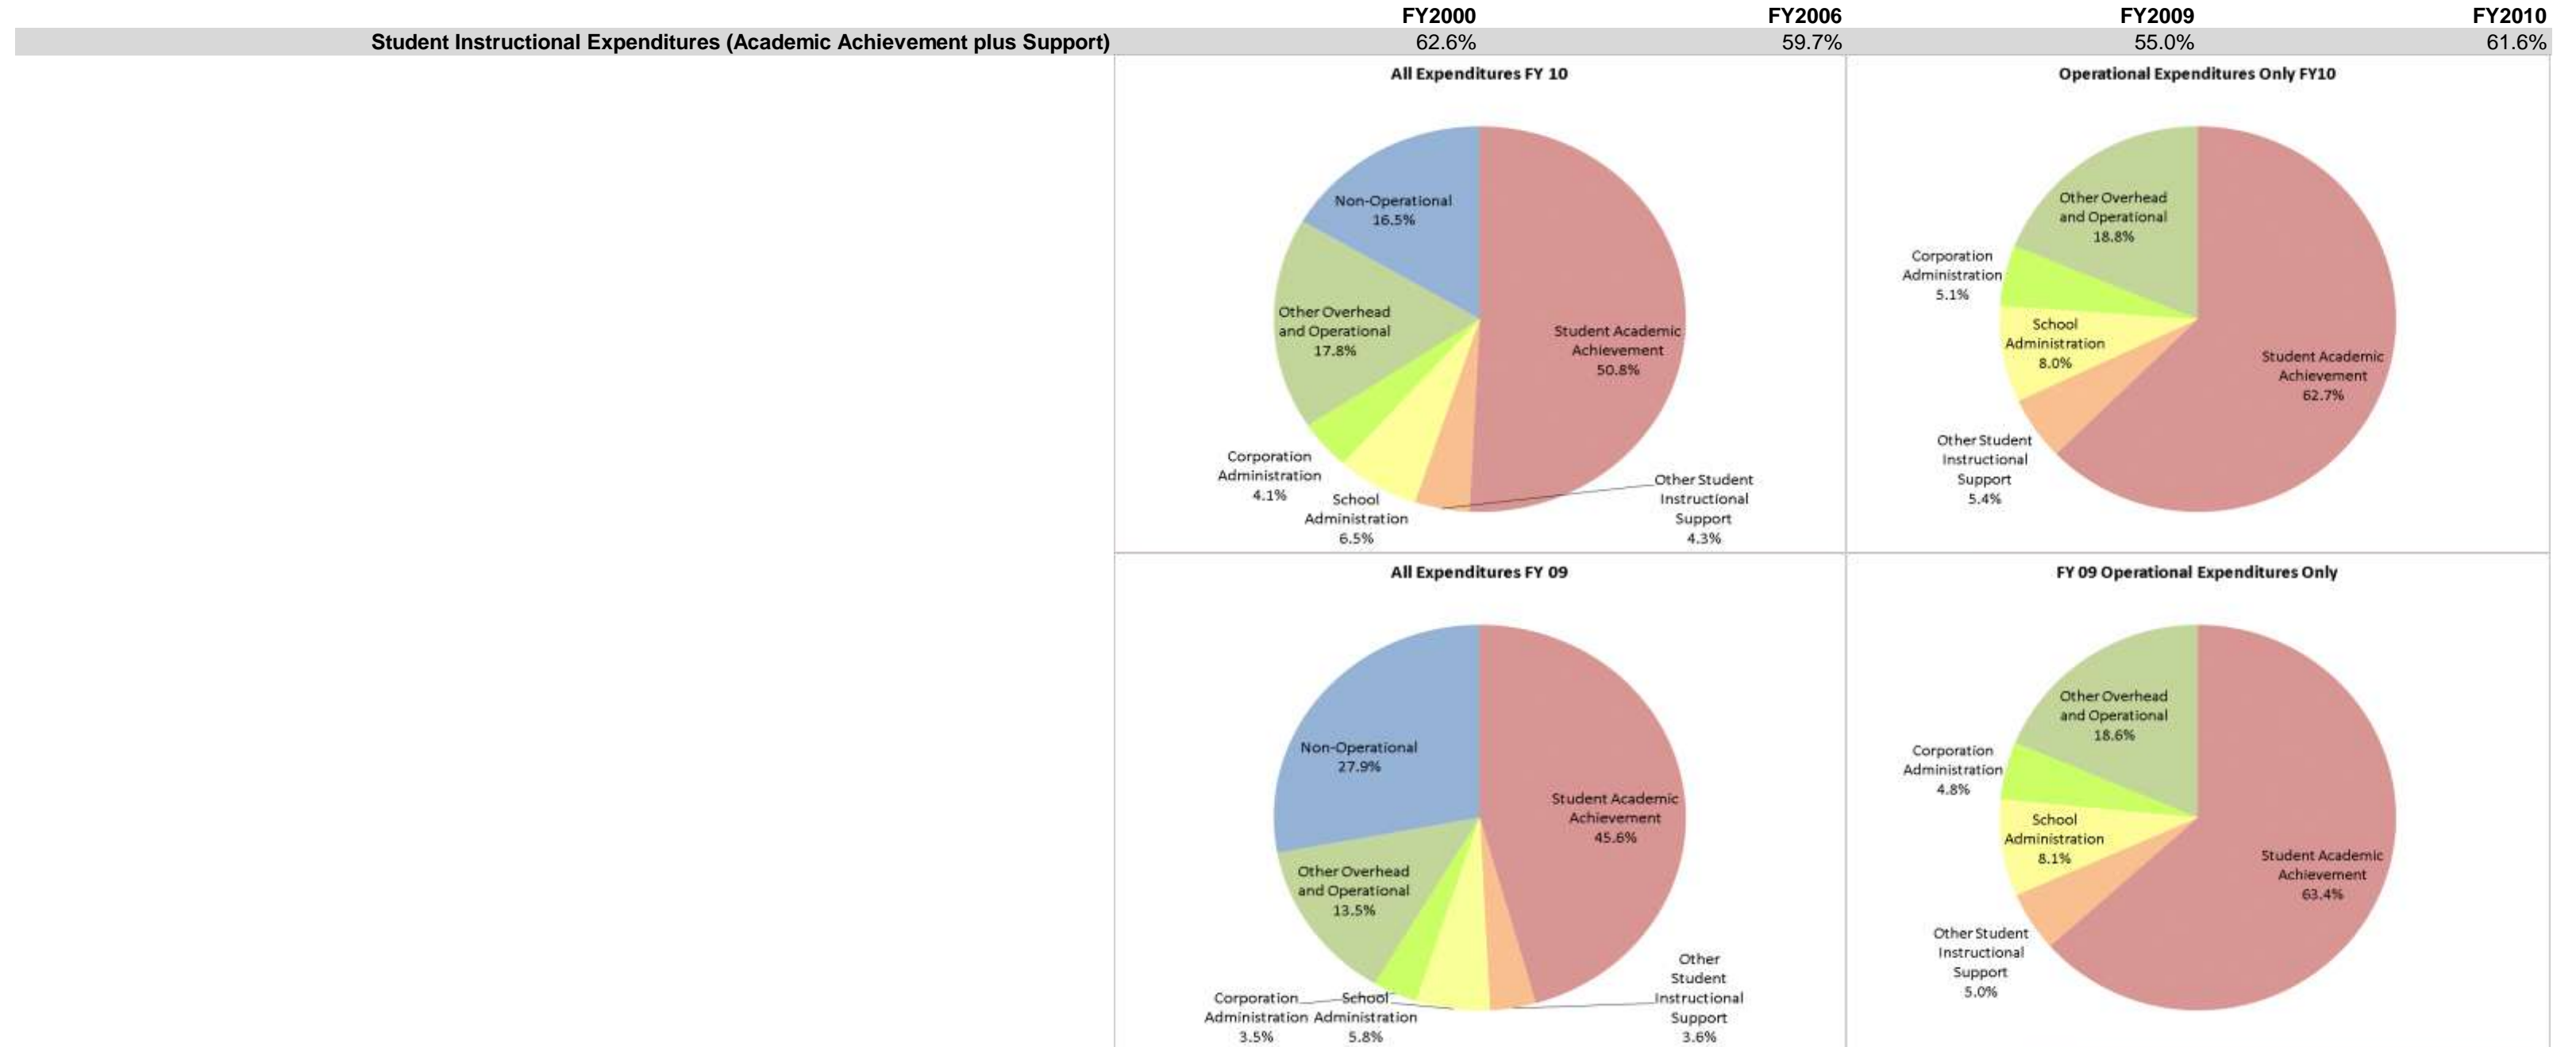 FY2000 FY2006 FY2009 FY2010
Student Instructional Expenditures (Academic Achievement plus Support) 62.6% 59.7% 55.0% 61.6%
All Expenditures FY 10
Non-Operational
16.5%
Other Overhead
and Operational
17.8%
Student Academic
Achievement
50.8%
Corporation
Administration
4.1%
School
Administration
6.5%
Other Student
Instructional
Support
4.3%
Operational Expenditures Only FY10
Other Overhead
and Operational
18.8%
Corporation
Administration
5.1%
School
Administration
8.0%
Student Academic
Achievement
62.7%
Other Student
Instructional
Support
5.4%
All Expenditures FY 09
Non-Operational
27.9%
Student Academic
Achievement
45.6%
Other Overhead
and Operational
13.5%
Corporation
Administration
3.5%
School
Administration
5.8%
Other
Student
Instructional
Support
3.6%
FY 09 Operational Expenditures Only
Other Overhead
and Operational
18.6%
Corporation
Administration
4.8%
School
Administration
8.1%
Student Academic
Achievement
63.4%
Other Student
Instructional
Support
5.0%